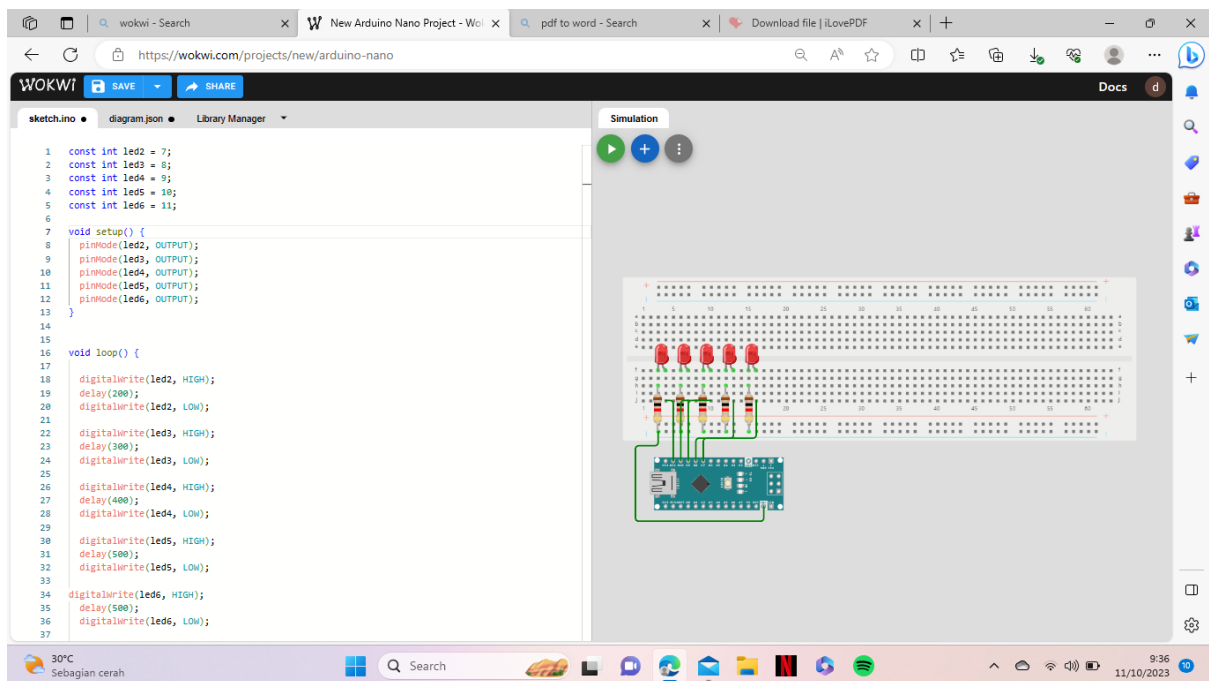 wokwi - Search
New Arduino Nano Project - Wo
pdf to word - Search
Download file | iLovePDF
https://wokwi.com/projects/new/arduino-nano
WOKWI
SAVE
SHARE
Docs
d
sketch.ino
diagram.json
Library Manager
Simulation
1 const int led2 = 7;
2 const int led3 = 8;
3 const int led4 = 9;
4 const int led5 = 10;
5 const int led6 = 11;
6
7 void setup() {
8 pinMode(led2, OUTPUT);
9 pinMode(led3, OUTPUT);
10 pinMode(led4, OUTPUT);
11 pinMode(led5, OUTPUT);
12 pinMode(led6, OUTPUT);
13 }
14
15
16 void loop() {
17
18 digitalWrite(led2, HIGH);
19 delay(200);
20 digitalWrite(led2, LOW);
21
22 digitalWrite(led3, HIGH);
23 delay(300);
24 digitalWrite(led3, LOW);
25
26 digitalWrite(led4, HIGH);
27 delay(400);
28 digitalWrite(led4, LOW);
29
30 digitalWrite(led5, HIGH);
31 delay(500);
32 digitalWrite(led5, LOW);
33
34 digitalWrite(led6, HIGH);
35 delay(500);
36 digitalWrite(led6, LOW);
37
30°C
Sebagian cerah
Search
9:36
11/10/2023
10